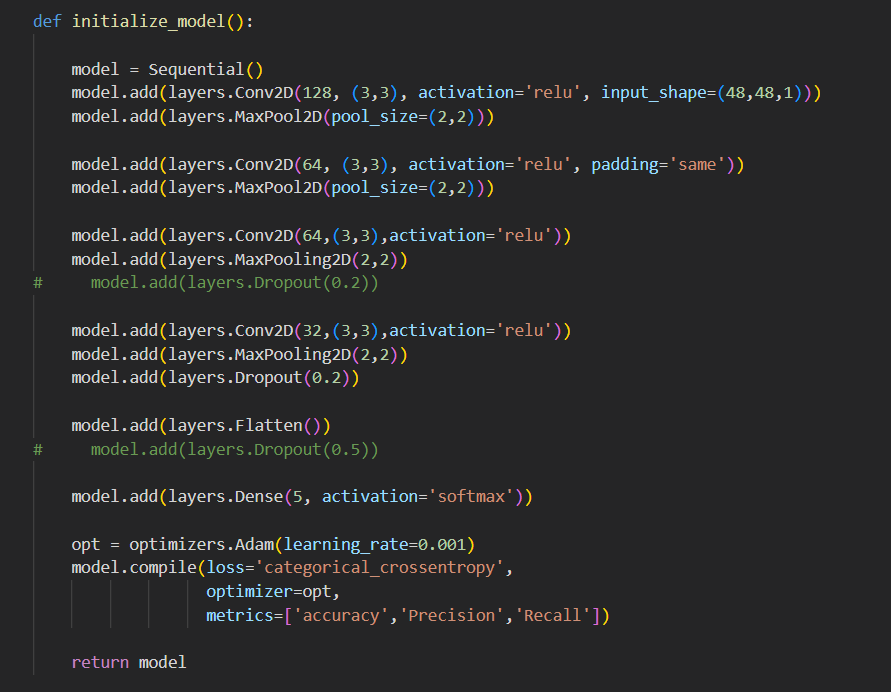 def initialize_model():
model = Sequential()
model.add(layers.Conv2D(128, (3,3), activation='relu', input_shape=(48,48,1)))
model.add(layers.MaxPool2D(pool_size=(2,2)))
model.add(layers.Conv2D(64, (3,3), activation='relu', padding='same'))
model.add(layers.MaxPool2D(pool_size=(2,2)))
model.add(layers.Conv2D(64,(3,3),activation='relu'))
model.add(layers.MaxPooling2D(2,2))
#     model.add(layers.Dropout(0.2))
model.add(layers.Conv2D(32,(3,3),activation='relu'))
model.add(layers.MaxPooling2D(2,2))
model.add(layers.Dropout(0.2))
model.add(layers.Flatten())
#     model.add(layers.Dropout(0.5))
model.add(layers.Dense(5, activation='softmax'))
opt = optimizers.Adam(learning_rate=0.001)
model.compile(loss='categorical_crossentropy',
optimizer=opt,
metrics=['accuracy','Precision','Recall'])
return model